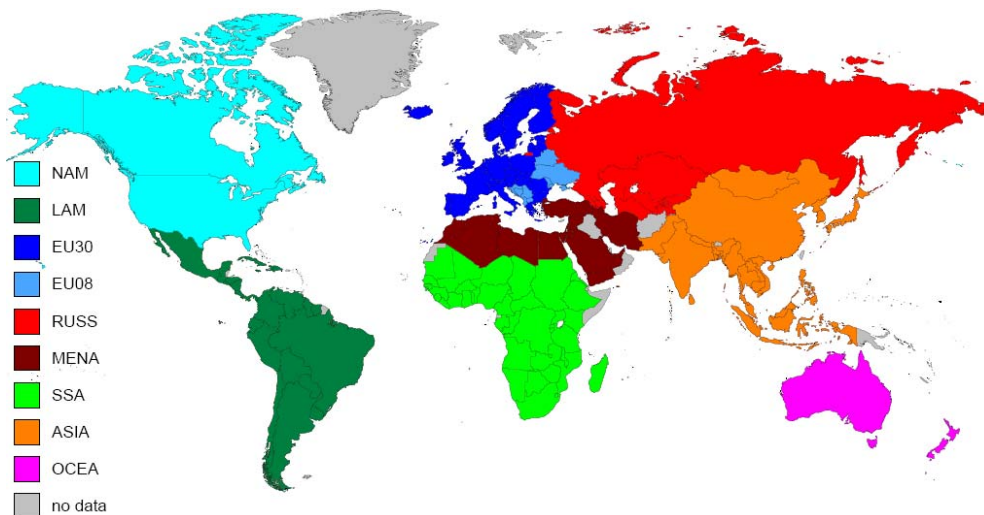 NAM
LAM
EU30
EU08
RUSS
MENA
SSA
ASIA
OCEA
no data